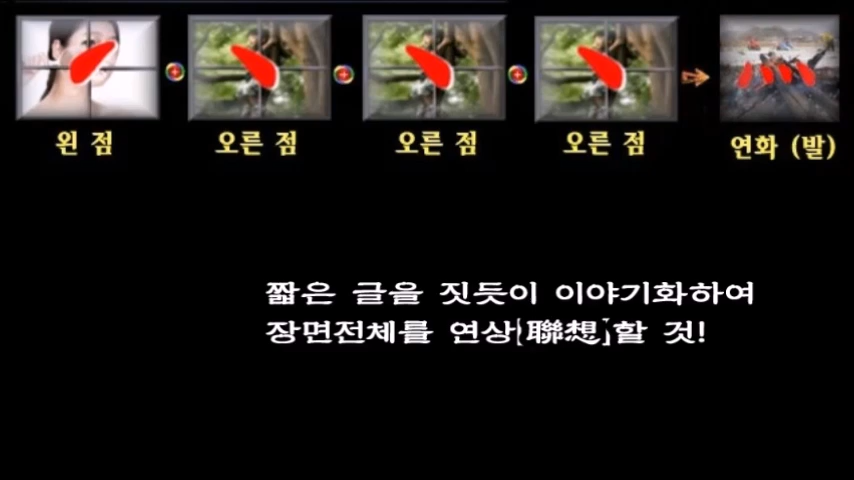 왼 점
오른 점
오른 점
오른 점
연화 (발)
짧은 글을 짓듯이 이야기화하여
장면전체를 연상[聯想]할 것!